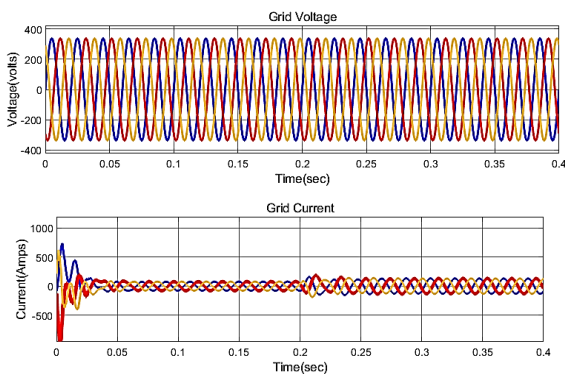 Grid Voltage
400
200
0
-200
-400
Voltage(volts)
0 0.05 0.1 0.15 0.2 0.25 0.3 0.35 0.4
Time(sec)
Grid Current
1000
500
0
-500
Current(Amps)
0 0.05 0.1 0.15 0.2 0.25 0.3 0.35 0.4
Time(sec)